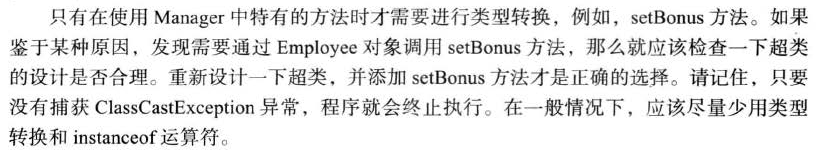 只有在使用 Manager 中特有的方法时才需要进行类型转换，例如，setBonus 方法。如果
鉴于某种原因，发现需要通过 Employee 对象调用 setBonus 方法，那么就应该检查一下超类
的设计是否合理。重新设计一下超类，并添加 setBonus 方法才是正确的选择。请记住，只要
没有捕获 ClassCastException 异常，程序就会终止执行。在一般情况下，应该尽量少用类型
转换和 instanceof 运算符。